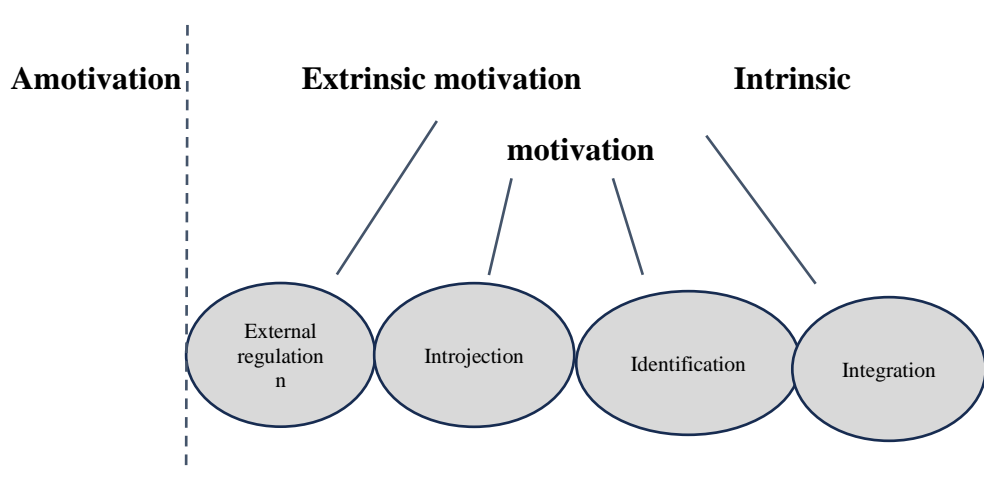 Amotivation Extrinsic motivation Intrinsic
motivation
External
regulation
n
Introjection
Identification
Integration